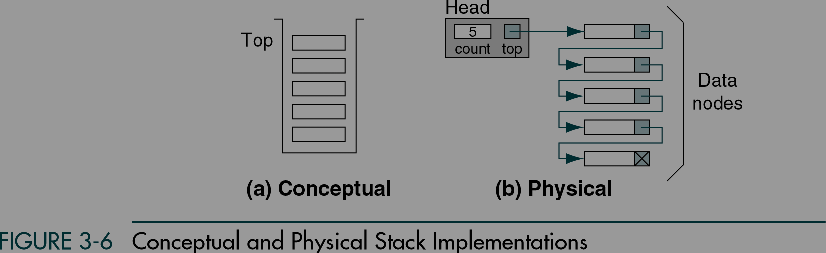 Head
Top
5
count top
Data
nodes
(a) Conceptual
(b) Physical
FIGURE 3-6 Conceptual and Physical Stack Implementations